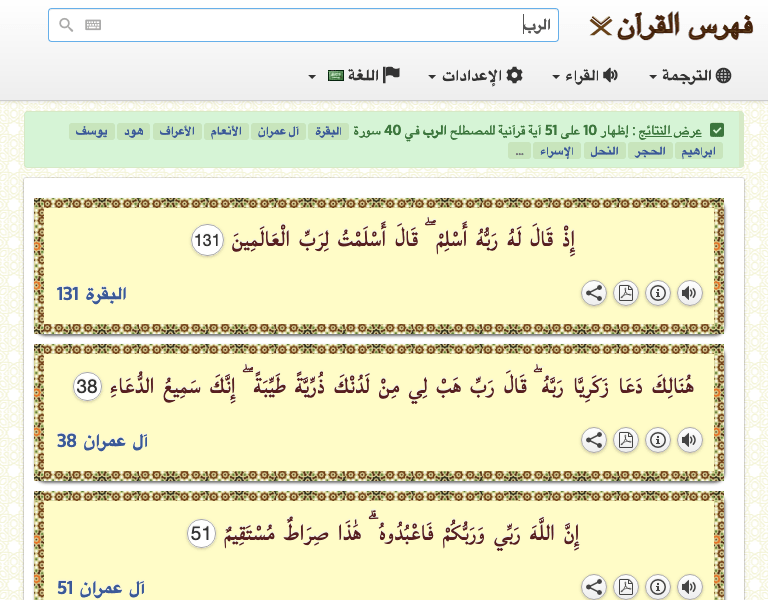 فهرس القرآن
الرب
الترجمة القراء الإعدادات اللغة
عرض النتائج : إظهار 10 على 51 آية قرآنية للمصطلح الرب في 40 سورة البقرة آل عمران الأنعام الأعراف هود يوسف
ابراهيم الحجر النحل الإسراء ...
إِذْ قَالَ لَهُ رَبُّهُ أَسْلِمْ ۖ قَالَ أَسْلَمْتُ لِرَبِّ الْعَالَمِينَ 131
البقرة 131
هُنَالِكَ دَعَا زَكَرِيَّا رَبَّهُ ۖ قَالَ رَبِّ هَبْ لِي مِنْ لَدُنْكَ ذُرِّيَّةً طَيِّبَةً ۖ إِنَّكَ سَمِيعُ الدُّعَاءِ 38
آل عمران 38
إِنَّ اللَّهَ رَبِّي وَرَبُّكُمْ فَاعْبُدُوهُ ۗ هَٰذَا صِرَاطٌ مُسْتَقِيمٌ 51
آل عمران 51